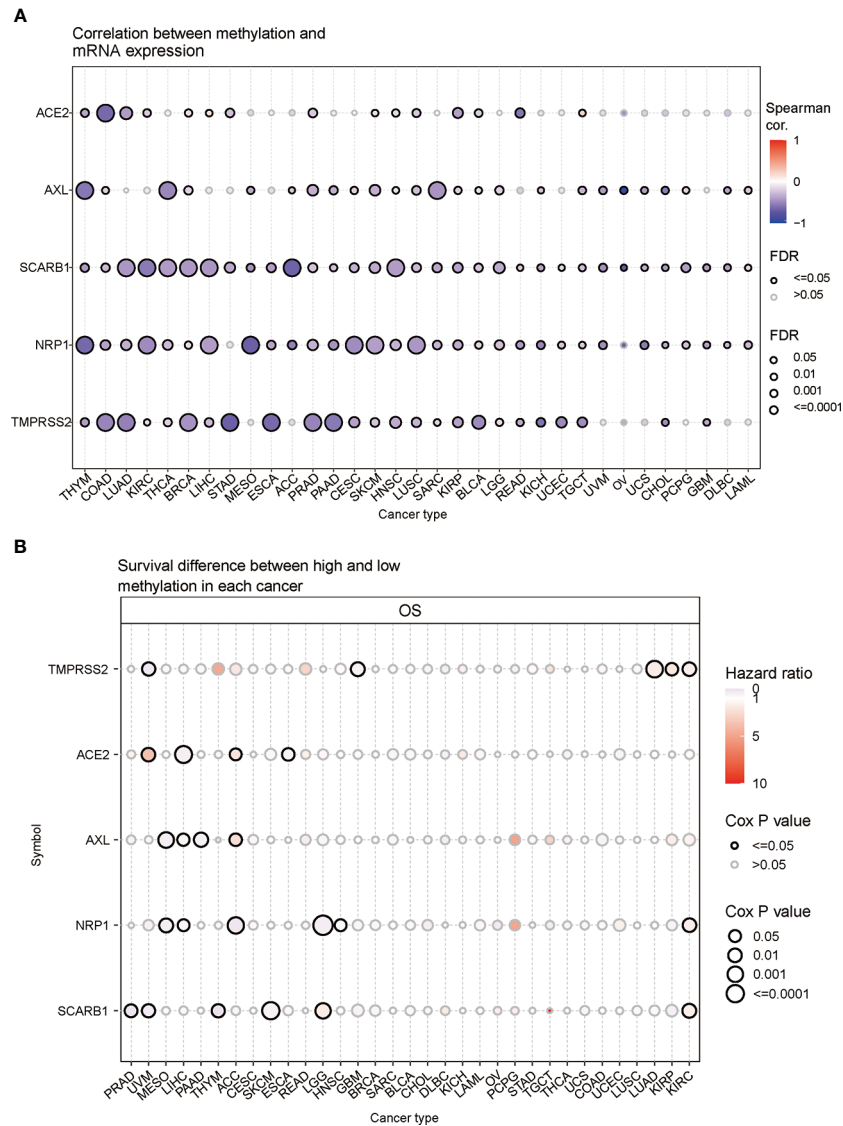 A
Correlation between methylation and
mRNA expression
ACE2
AXL
SCARB1
NRP1
TMPRSS2
THYM COAD LUAD KIRC THCA BRCA LIHC STAD MESO ESCA ACC PRAD PAAD CESC SKCM HNSC LUSC SARC KIRP BLCA LGG READ KICH UCEC TGCT UVM OV UCS CHOL PCPG GBM DLBC LAML
Cancer type
Spearman
cor.
1
0
−1
FDR
<=0.05
>0.05
FDR
0.05
0.01
0.001
<=0.0001
B
Survival difference between high and low
methylation in each cancer
OS
TMPRSS2
ACE2
AXL
NRP1
SCARB1
Symbol
PRAD UVM MESO LIHC PAAD THYM ACC CESC SKCM ESCA READ LGG HNSC GBM BRCA SARC BLCA CHOL DLBC KICH LAML OV PCPG STAD TGCT THCA UCS COAD UCEC LUSC LUAD KIRP KIRC
Cancer type
Hazard ratio
0
1
5
10
Cox P value
<=0.05
>0.05
Cox P value
0.05
0.01
0.001
<=0.0001